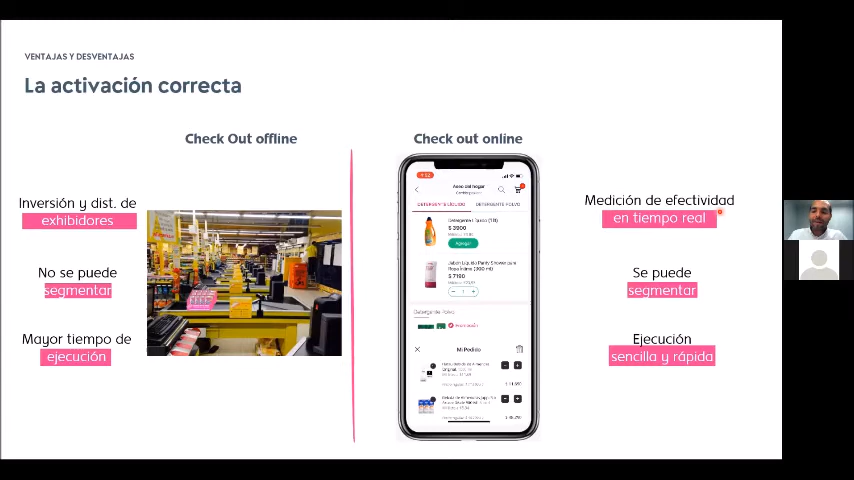 VENTAJAS Y DESVENTAJAS
La activación correcta
Check Out offline
Check out online
Inversión y dist. de
exhibidores
No se puede
segmentar
Mayor tiempo de
ejecución
Aseo del hogar
DETERGENTE LÍQUIDO
DETERGENTE POLVO
$ 3900
Agregar
$ 7190
1
Detergente Polvo
Mi Pedido
Medición de efectividad
en tiempo real
Se puede
segmentar
Ejecución
sencilla y rápida